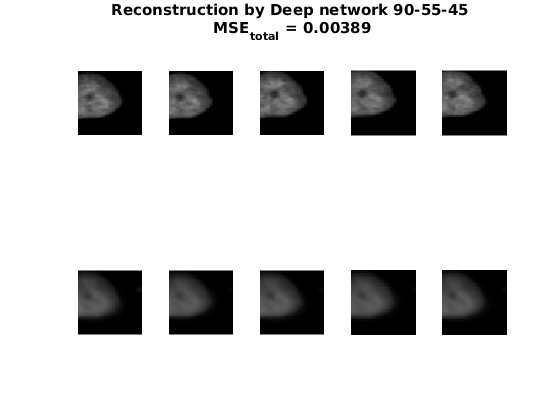 Reconstruction by Deep network 90-55-45
MSE_total = 0.00389